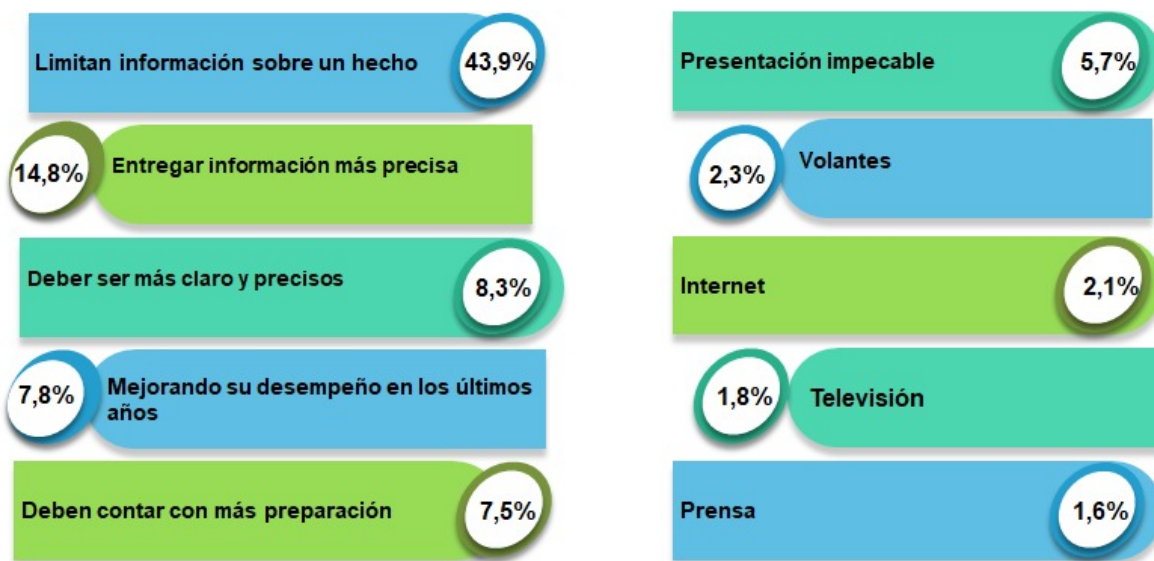 Limitan información sobre un hecho 43,9%
14,8% Entregar información más precisa
Deber ser más claro y precisos 8,3%
7,8% Mejorando su desempeño en los últimos
años
Deben contar con más preparación 7,5%
Presentación impecable 5,7%
2,3% Volantes
Internet 2,1%
1,8% Televisión
Prensa 1,6%